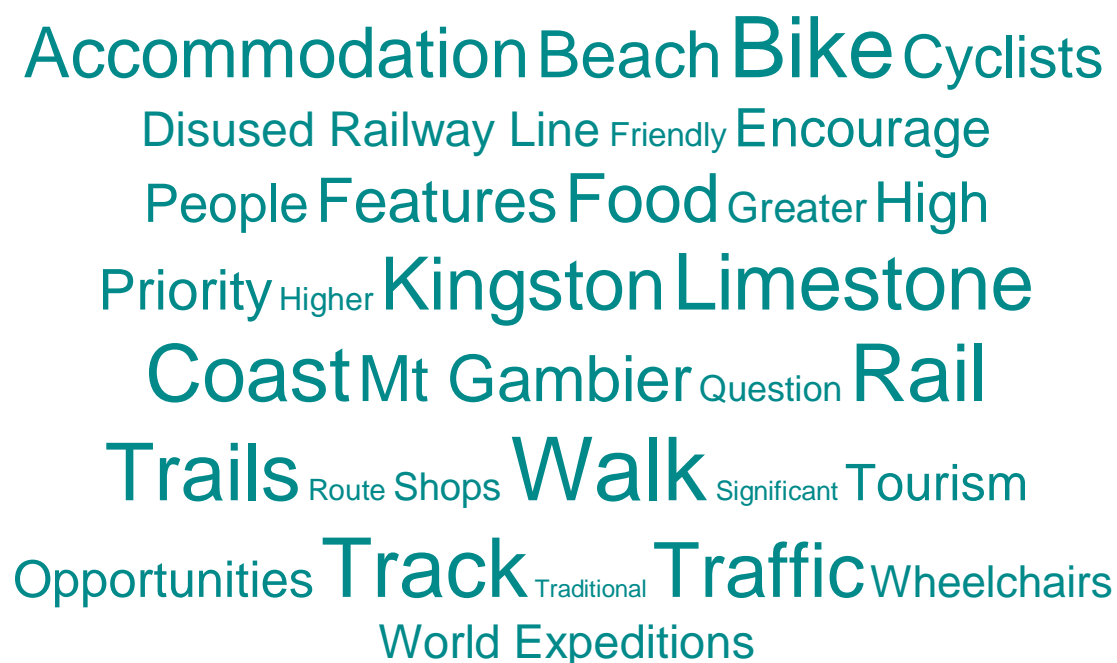 Accommodation Beach Bike Cyclists
Disused Railway Line Friendly Encourage
People Features Food Greater High
Priority Higher Kingston Limestone
Coast Mt Gambier Question Rail
Trails Route Shops Walk Significant Tourism
Opportunities Track Traditional Traffic Wheelchairs
World Expeditions